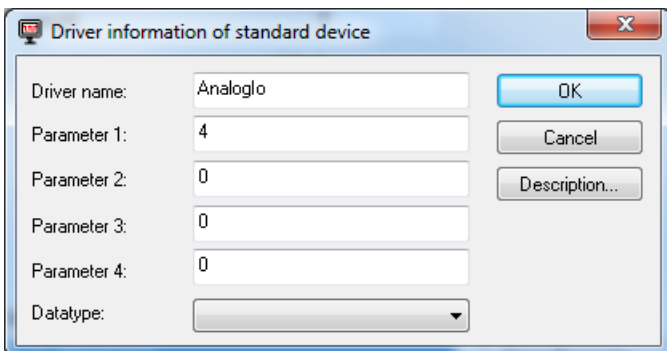 Driver information of standard device
Driver name: AnalogIo OK
Parameter 1: 4 Cancel
Parameter 2: 0 Description...
Parameter 3: 0
Parameter 4: 0
Datatype: